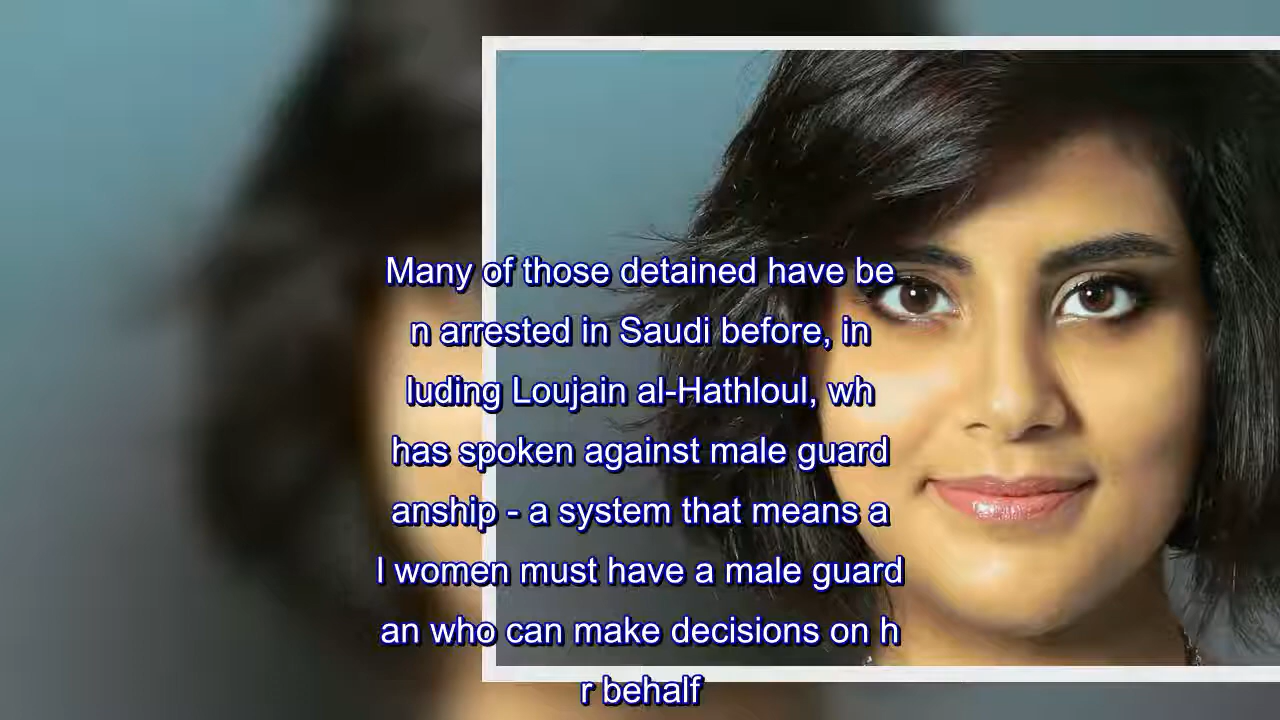 Many of those detained have be
n arrested in Saudi before, in
luding Loujain al-Hathloul, wh
has spoken against male guard
anship - a system that means a
l women must have a male guard
an who can make decisions on h
r behalf